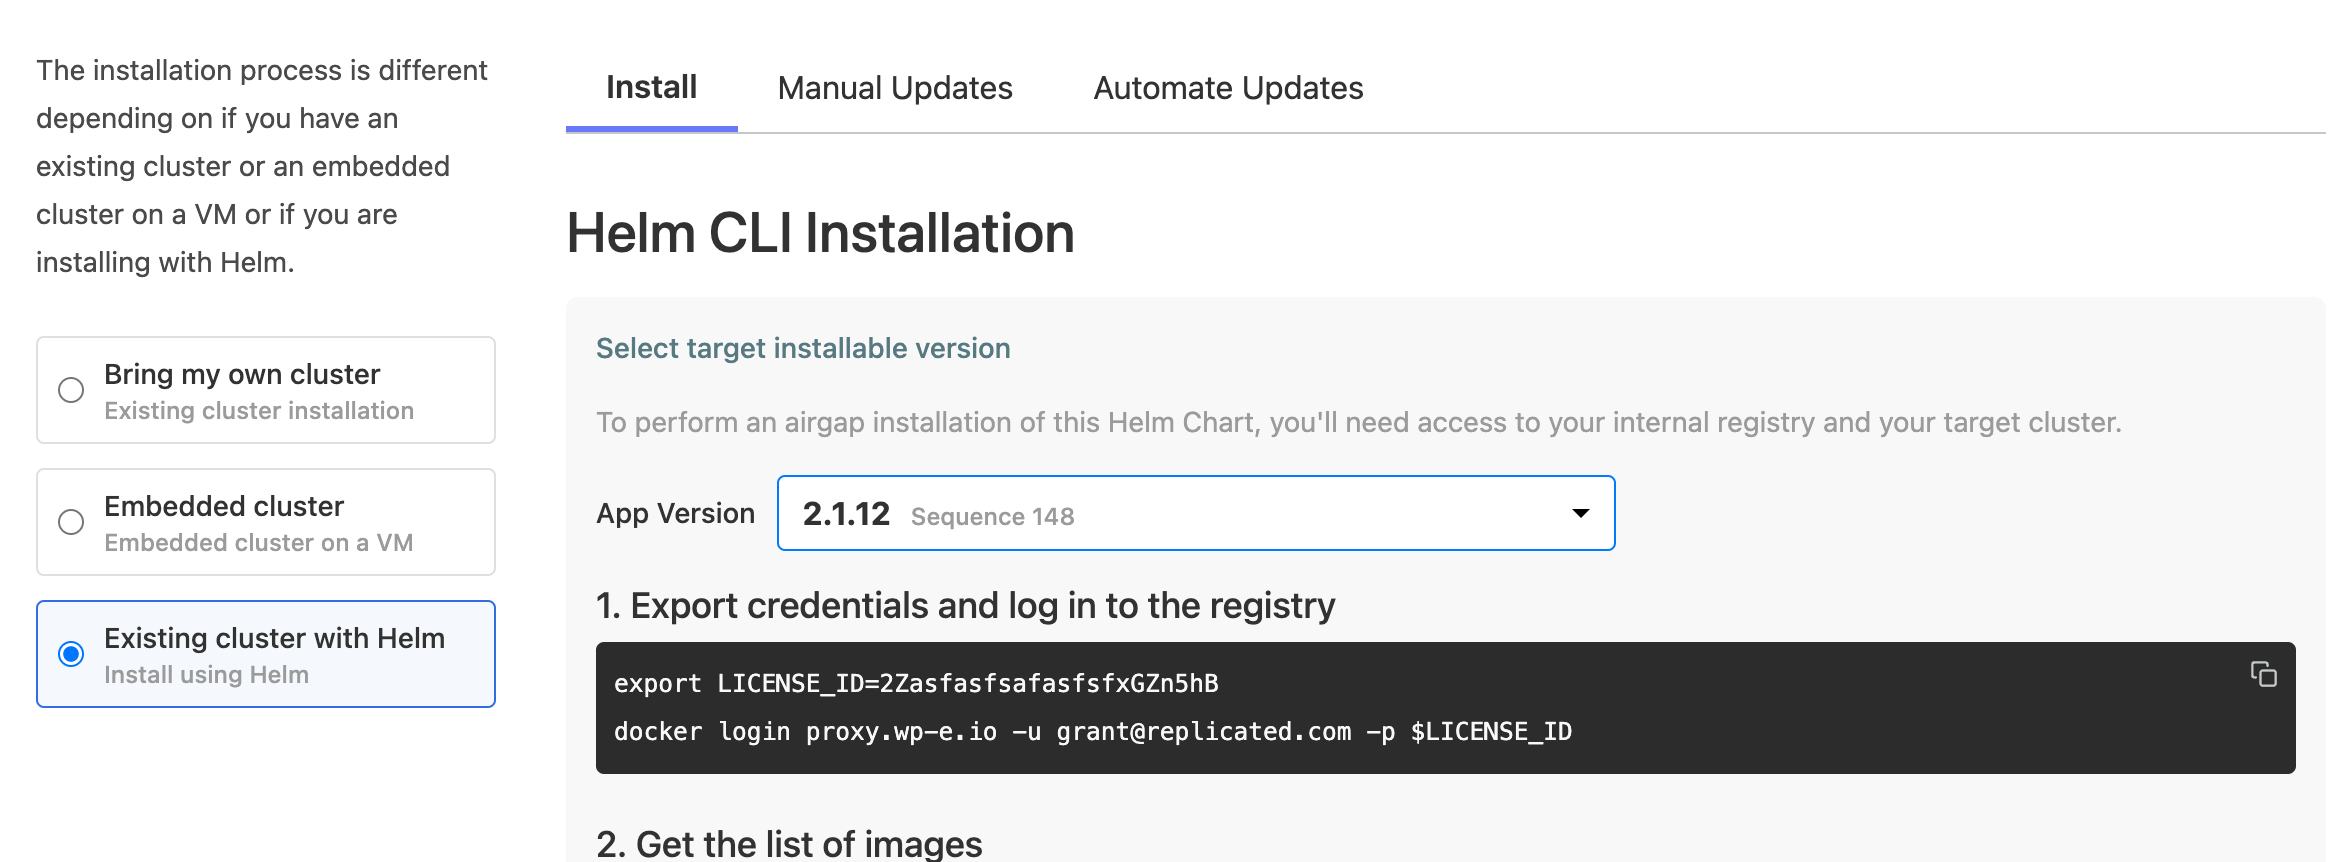 The installation process is different
depending on if you have an
existing cluster or an embedded
cluster on a VM or if you are
installing with Helm.
Bring my own cluster
Existing cluster installation
Embedded cluster
Embedded cluster on a VM
Existing cluster with Helm
Install using Helm
Install Manual Updates Automate Updates
Helm CLI Installation
Select target installable version
To perform an airgap installation of this Helm Chart, you'll need access to your internal registry and your target cluster.
App Version 2.1.12 Sequence 148
1. Export credentials and log in to the registry
export LICENSE_ID=2ZasfasfsafasfsfxGZn5hB
docker login proxy.wp-e.io -u grant@replicated.com -p $LICENSE_ID
2. Get the list of images